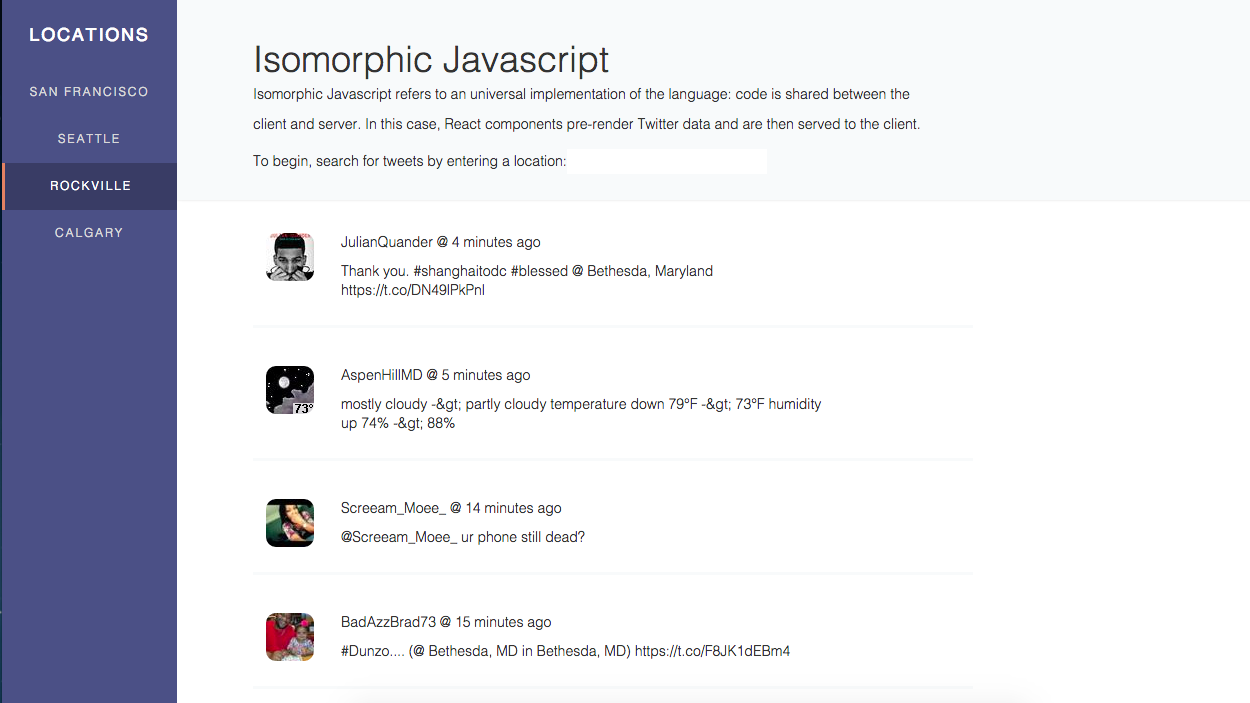 LOCATIONS
SAN FRANCISCO
SEATTLE
ROCKVILLE
CALGARY
Isomorphic Javascript
Isomorphic Javascript refers to an universal implementation of the language: code is shared between the
client and server. In this case, React components pre-render Twitter data and are then served to the client.
To begin, search for tweets by entering a location:
JulianQuander @ 4 minutes ago
Thank you. #shanghaitodc #blessed @ Bethesda, Maryland
https://t.co/DN49lPkPnl
AspenHillMD @ 5 minutes ago
73°
mostly cloudy -&gt; partly cloudy temperature down 79°F -&gt; 73°F humidity
up 74% -&gt; 88%
Screeam_Moee_ @ 14 minutes ago
@Screeam_Moee_ ur phone still dead?
BadAzzBrad73 @ 15 minutes ago
#Dunzo.... (@ Bethesda, MD in Bethesda, MD) https://t.co/F8JK1dEBm4